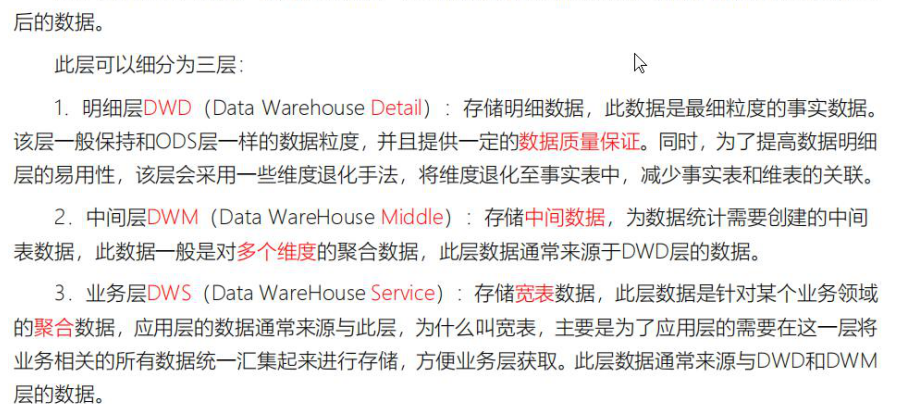 后的数据。
此层可以细分为三层：
1. 明细层DWD（Data Warehouse Detail）：存储明细数据，此数据是最细粒度的事实数据。
该层一般保持和ODS层一样的数据粒度，并且提供一定的数据质量保证。同时，为了提高数据明细
层的易用性，该层会采用一些维度退化手法，将维度退化至事实表中，减少事实表和维表的关联。
2. 中间层DWM（Data WareHouse Middle）：存储中间数据，为数据统计需要创建的中间
表数据，此数据一般是对多个维度的聚合数据，此层数据通常来源于DWD层的数据。
3. 业务层DWS（Data WareHouse Service）：存储宽表数据，此层数据是针对某个业务领域
的聚合数据，应用层的数据通常来源与此层，为什么叫宽表，主要是为了应用层的需要在这一层将
业务相关的所有数据统一汇集起来进行存储，方便业务层获取。此层数据通常来源与DWD和DWM
层的数据。